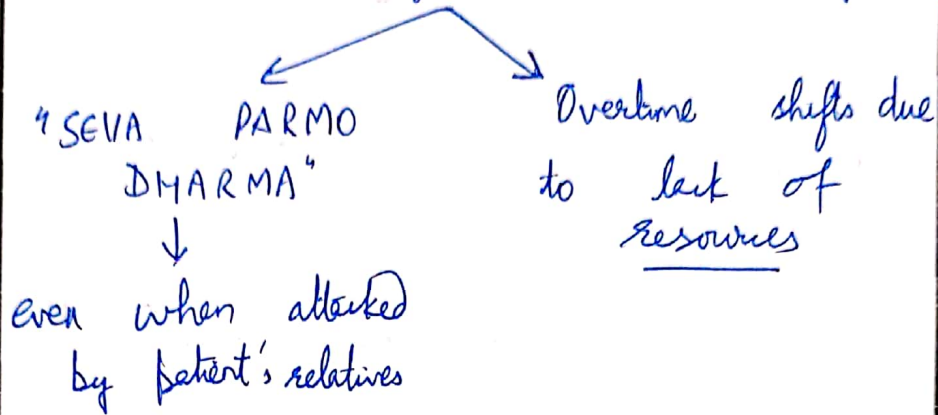 "SEVA PARMO
DHARMA"
even when attacked
by patient's relatives
Overtime shifts due
to lack of
resources